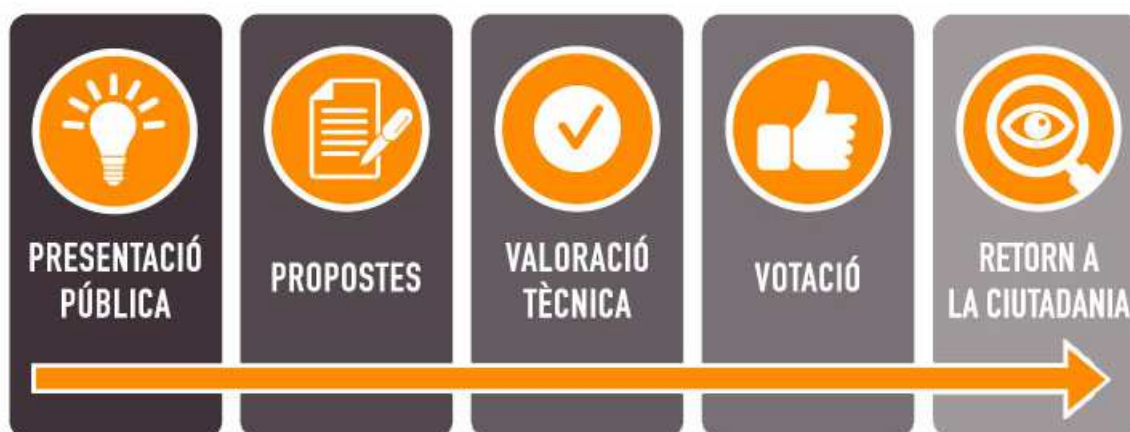 PRESENTACIÓ
PÚBLICA
PROPOSTES
VALORACIÓ
TÈCNICA
VOTACIÓ
RETORN A
LA CIUTADANIA